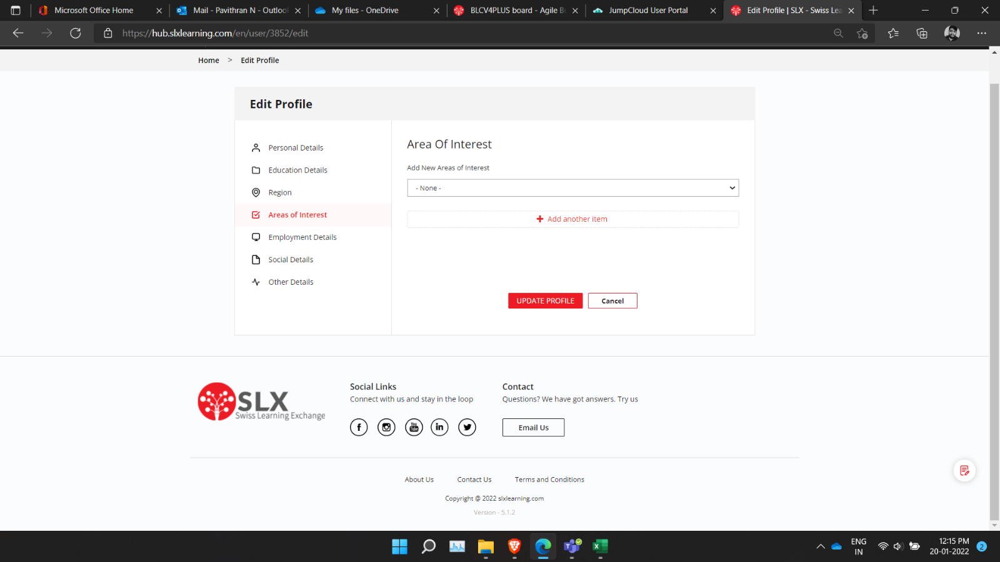 Microsoft Office Home
Mail - Pavithran N - Outlool
My files - OneDrive
BLCV4PLUS board - Agile Bo
JumpCloud User Portal
Edit Profile | SLX - Swiss Lea
https://hub.slxlearning.com/en/user/3852/edit
Home > Edit Profile
Edit Profile
Personal Details
Education Details
Region
Areas of Interest
Employment Details
Social Details
Other Details
Area Of Interest
Add New Areas of Interest
- None -
Add another item
UPDATE PROFILE
Cancel
SLX
Swiss Learning Exchange
Social Links
Connect with us and stay in the loop
f
You
Tube
in
Contact
Questions? We have got answers. Try us
Email Us
About Us
Contact Us
Terms and Conditions
Copyright @ 2022 slxlearning.com
Version - 5.1.2
ENG
IN
12:15 PM
20-01-2022
2